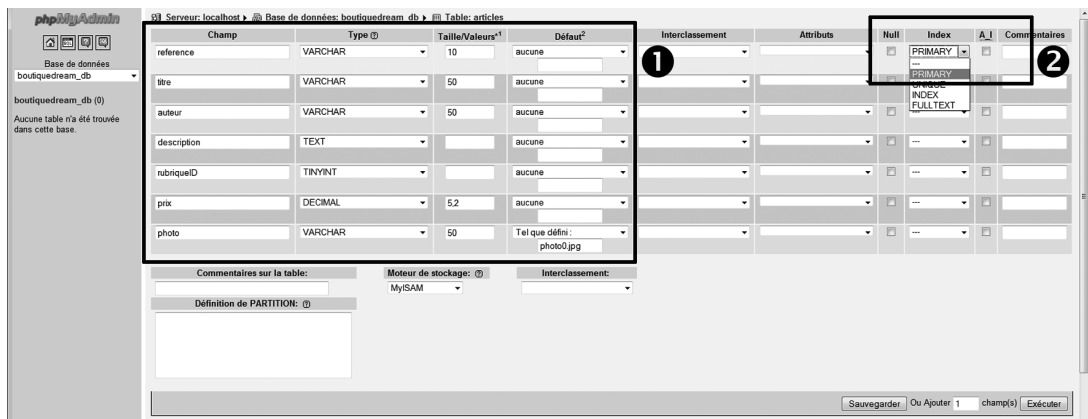 phpMyAdmin
Serveur: localhost ▸ Base de données: boutiquedream_db ▸ Table: articles
Base de données
boutiquedream_db
boutiquedream_db (0)
Aucune table n'a été trouvée
dans cette base.
Champ Type Taille/Valeurs*1 Défaut2 Interclassement Attributs Null Index A_I Commentaires
reference VARCHAR 10 aucune PRIMARY
---
PRIMARY
UNIQUE
INDEX
FULLTEXT
1
2
titre VARCHAR 50 aucune
auteur VARCHAR 50 aucune ---
description TEXT aucune ---
rubriqueID TINYINT aucune ---
prix DECIMAL 5,2 aucune ---
photo VARCHAR 50 Tel que défini : ---
photo0.jpg
Commentaires sur la table: Moteur de stockage: Interclassement:
MyISAM
Définition de PARTITION:
Sauvegarder Ou Ajouter 1 champ(s) Exécuter